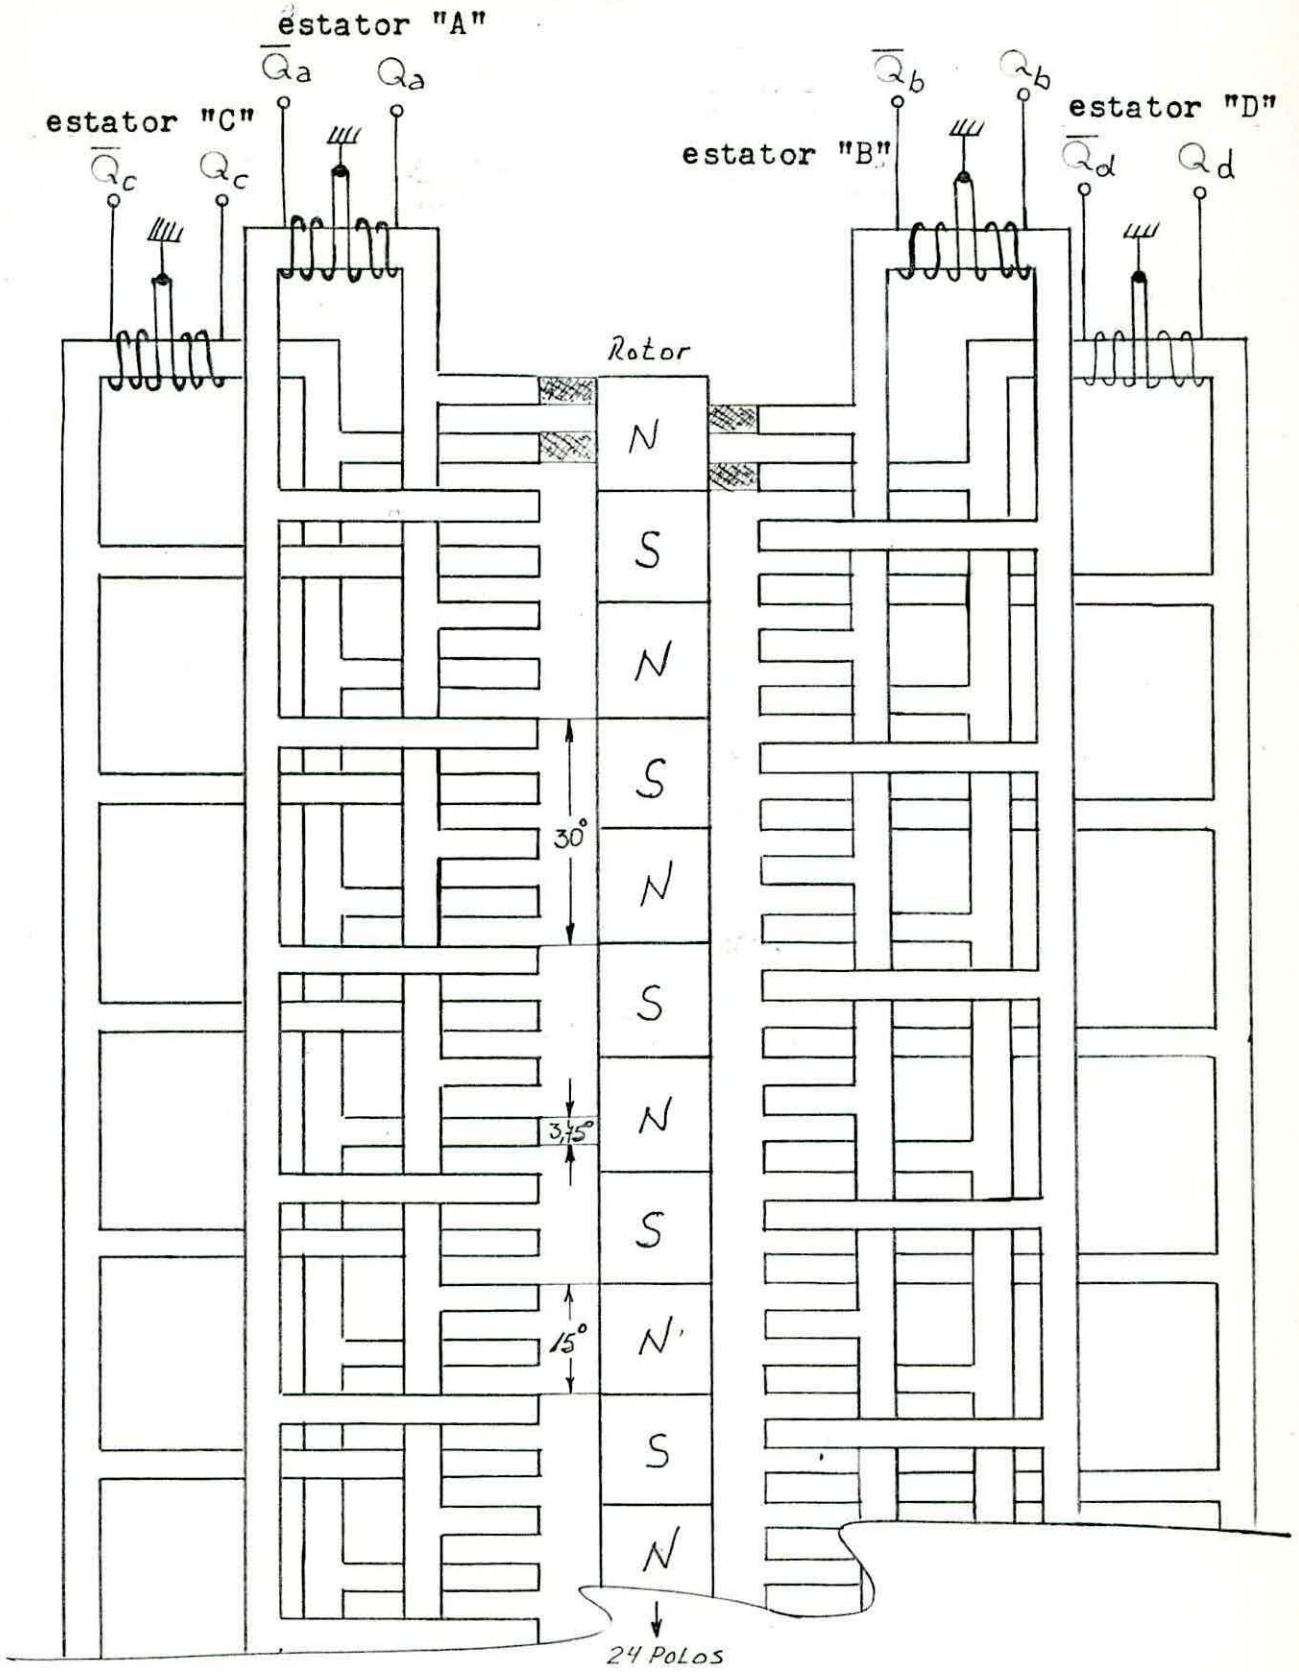 estator "A"
Q̅a Qa
estator "C"
Q̅c Qc
Q̅b Qb
estator "B"
estator "D"
Q̅d Qd
Rotor
N
S
N
S
30°
N
S
N
3,75°
S
N
15°
S
N
24 POLOS